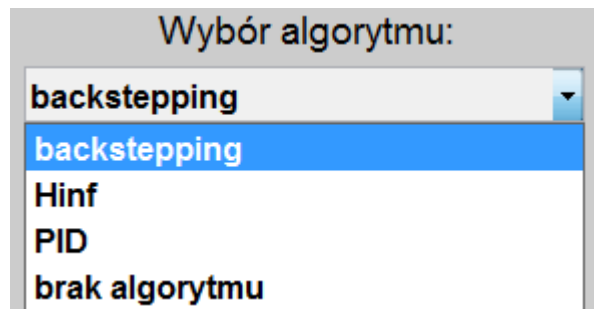 Wybór algorytmu:
backstepping
backstepping
Hinf
PID
brak algorytmu